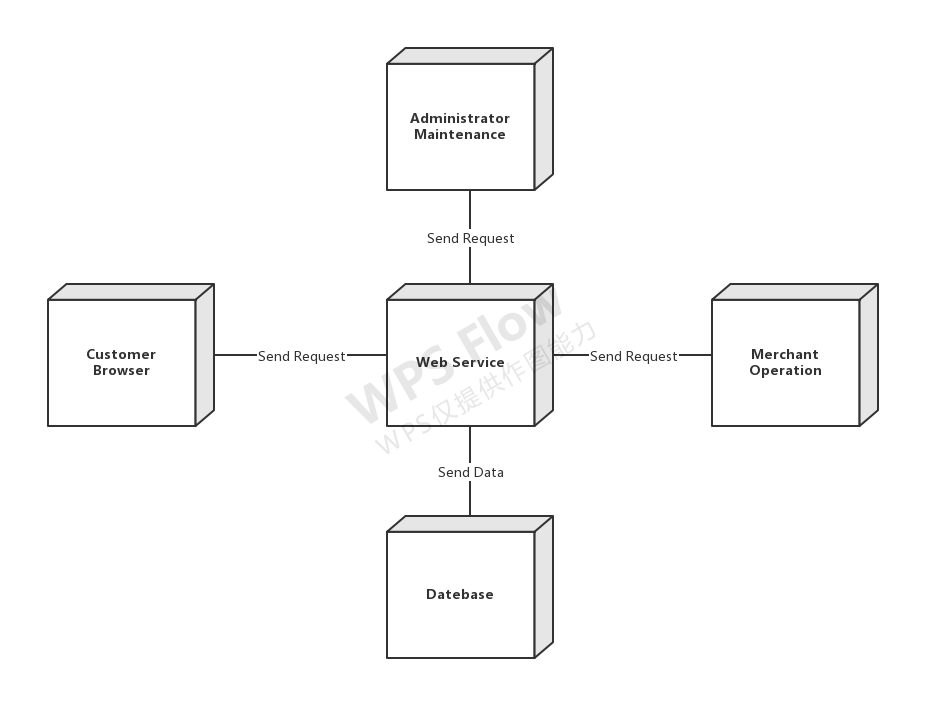 Administrator
Maintenance
Send Request
Customer
Browser
Send Request
Web Service
Send Request
Merchant
Operation
WPS Flow
WPS仅提供作图能力
Send Data
Datebase